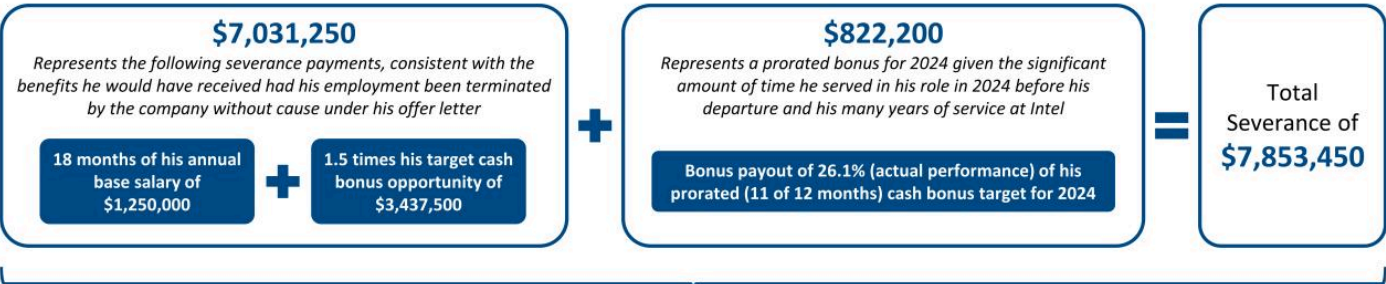 $7,031,250
Represents the following severance payments, consistent with the
benefits he would have received had his employment been terminated
by the company without cause under his offer letter
18 months of his annual
base salary of
$1,250,000
+
1.5 times his target cash
bonus opportunity of
$3,437,500
+
$822,200
Represents a prorated bonus for 2024 given the significant
amount of time he served in his role in 2024 before his
departure and his many years of service at Intel
Bonus payout of 26.1% (actual performance) of his
prorated (11 of 12 months) cash bonus target for 2024
=
Total
Severance of
$7,853,450